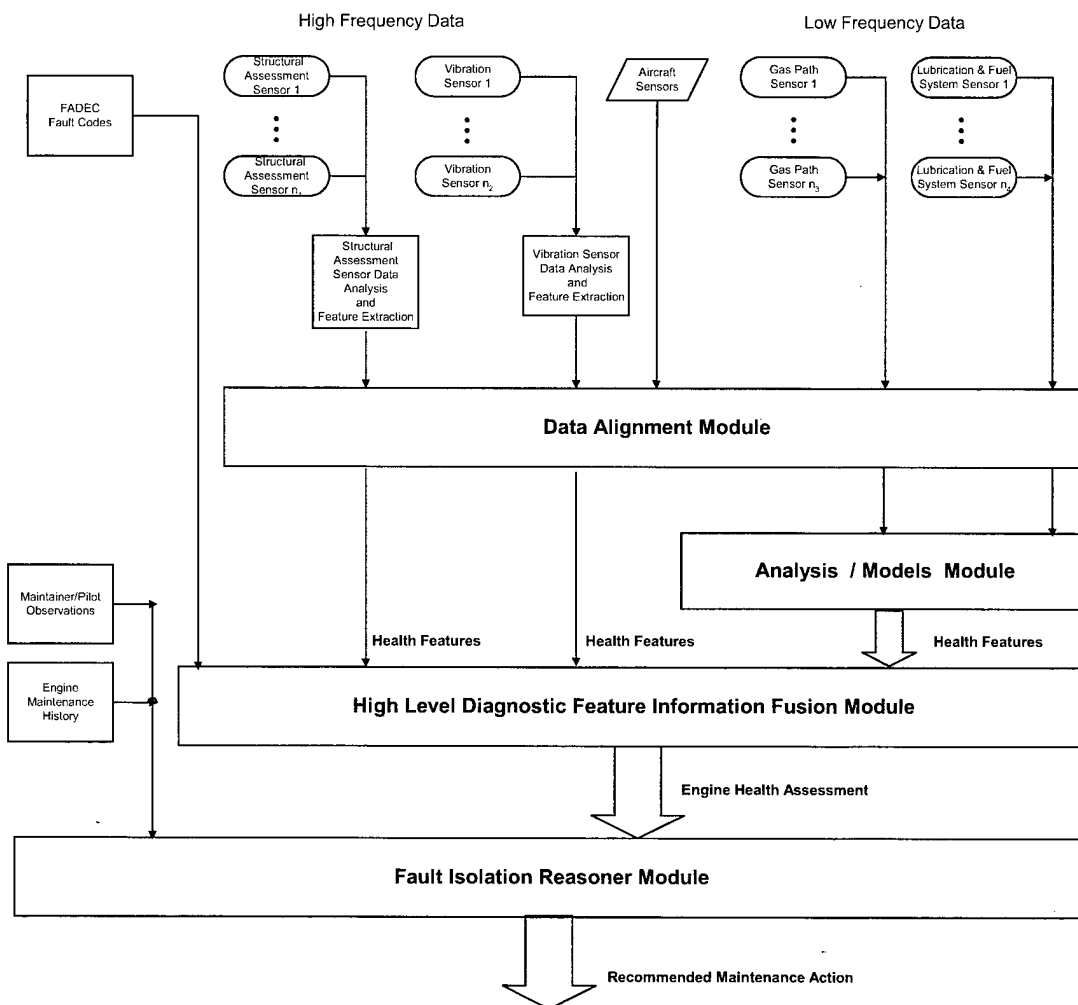 High Frequency Data
Low Frequency Data
FADEC
Fault Codes
Structural
Assessment
Sensor 1
Vibration
Sensor 1
Aircraft
Sensors
Gas Path
Sensor 1
Lubrication & Fuel
System Sensor 1
Structural
Assessment
Sensor n
Vibration
Sensor n2
Gas Path
Sensor n3
Lubrication & Fuel
System Sensor n4
Structural
Assessment
Sensor Data
Analysis
and
Feature Extraction
Vibration Sensor
Data Analysis
and
Feature Extraction
Data Alignment Module
Analysis / Models Module
Maintainer/Pilot
Observations
Health Features
Health Features
Health Features
Engine
Maintenance
History
High Level Diagnostic Feature Information Fusion Module
Engine Health Assessment
Fault Isolation Reasoner Module
Recommended Maintenance Action